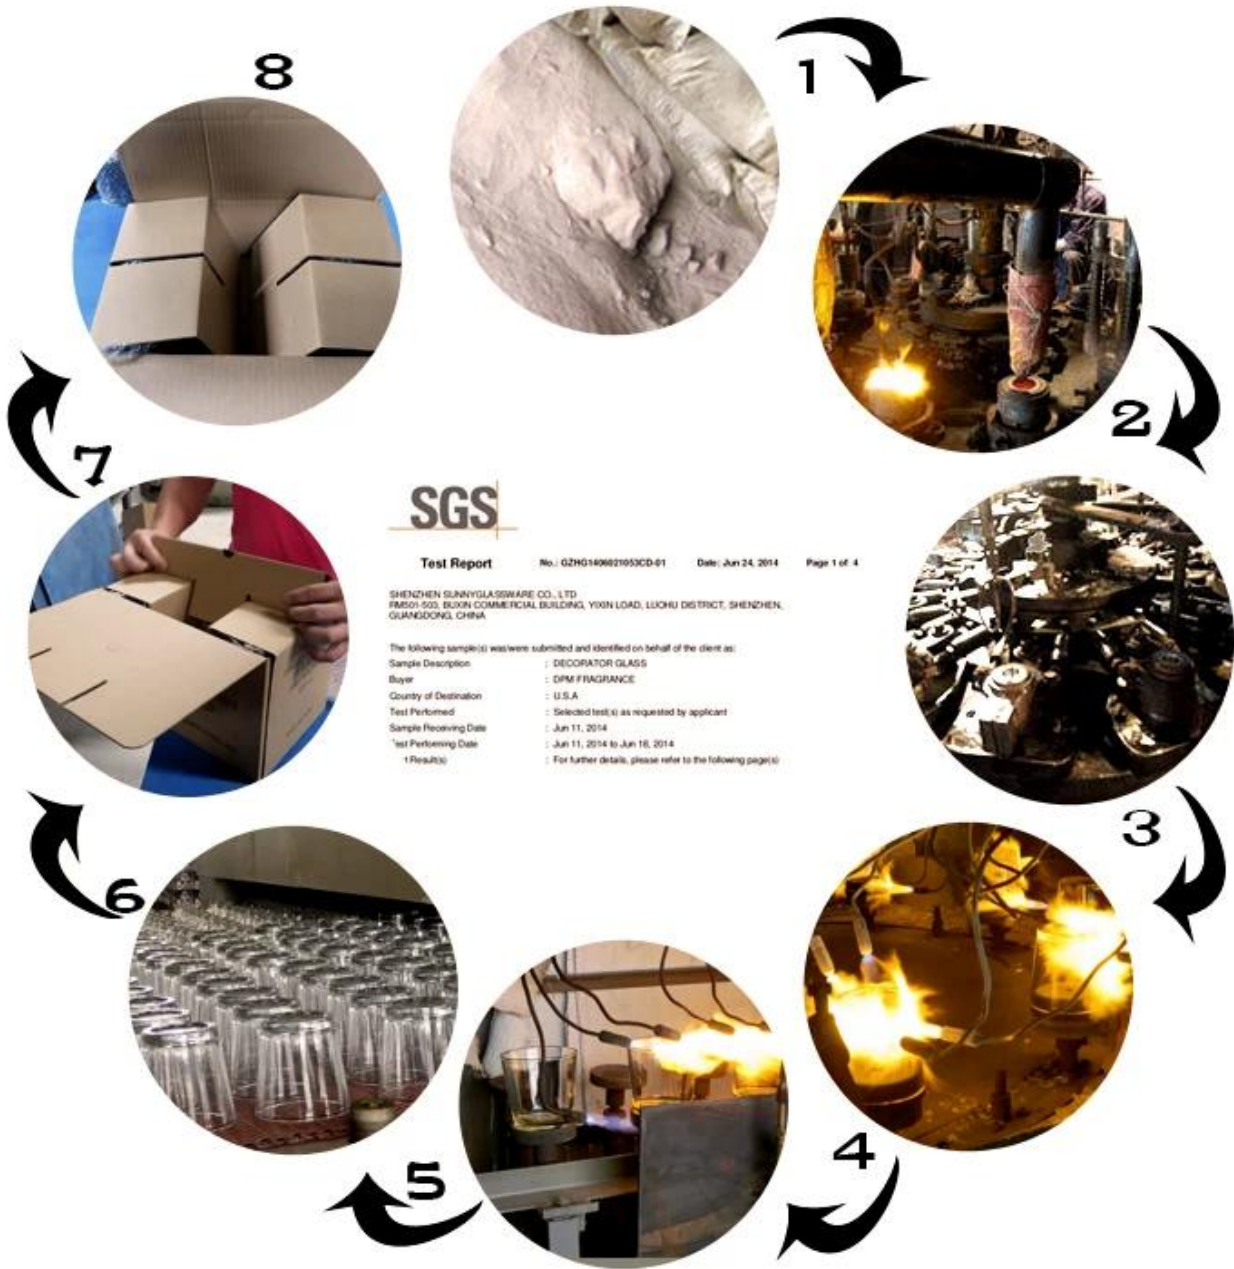 1
2
3
4
5
6
7
8
SGS
Test Report No.: GZHG1406021053CD-01 Date: Jun 24, 2014 Page 1 of 4
SHENZHEN SUNNYGLASSWARE CO., LTD
RM501-503, BUXIN COMMERCIAL BUILDING, YIXIN LOAD, LUOHU DISTRICT, SHENZHEN,
GUANGDONG, CHINA
The following sample(s) was/were submitted and identified on behalf of the client as:
Sample Description : DECORATOR GLASS
Buyer : DPM FRAGRANCE
Country of Destination : U.S.A
Test Performed : Selected test(s) as requested by applicant
Sample Receiving Date : Jun 11, 2014
Test Performing Date : Jun 11, 2014 to Jun 18, 2014
Result(s) : For further details, please refer to the following page(s)